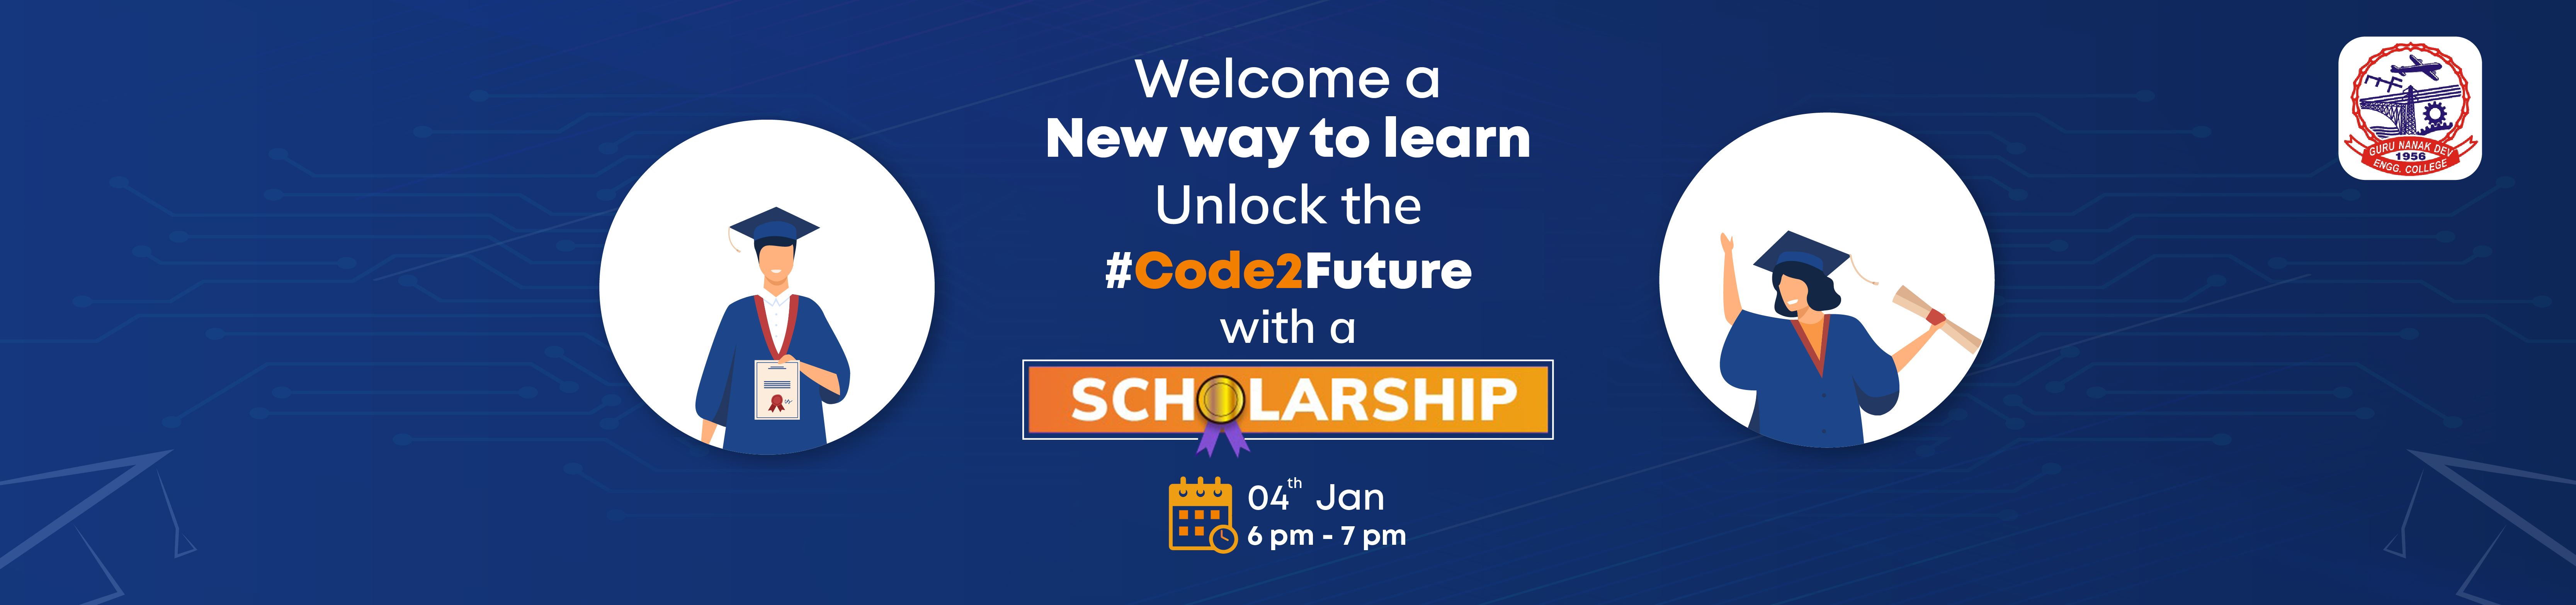 Welcome a
New way to learn
Unlock the
#Code2Future
with a
SCHOLARSHIP
04th Jan
6 pm - 7 pm
GURU NANAK DEV
1956
ENGG. COLLEGE